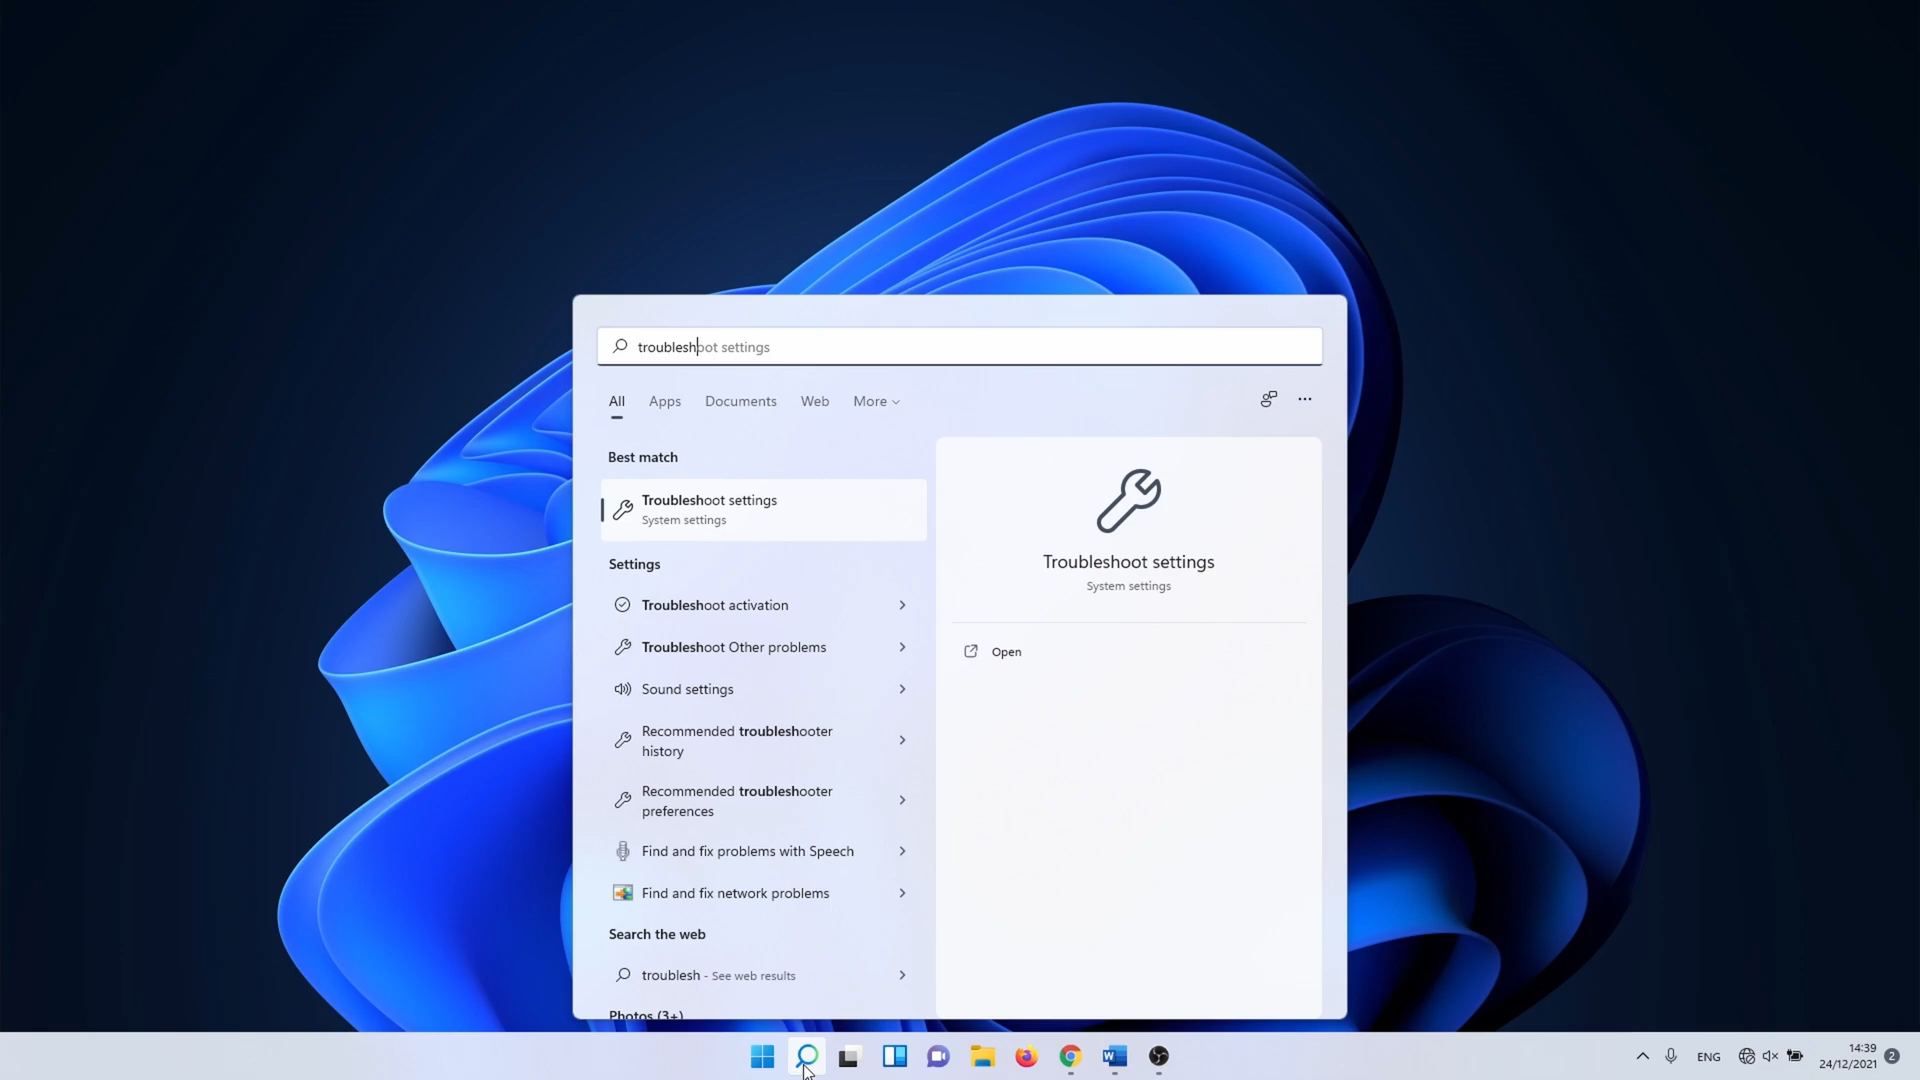 troubleshoot settings
All Apps Documents Web More
Best match
Troubleshoot settings
System settings
Settings
Troubleshoot activation
Troubleshoot Other problems
Sound settings
Recommended troubleshooter
history
Recommended troubleshooter
preferences
Find and fix problems with Speech
Find and fix network problems
Search the web
troublesh - See web results
Photos (3+)
Troubleshoot settings
System settings
Open
W
ENG
14:39
24/12/2021
2